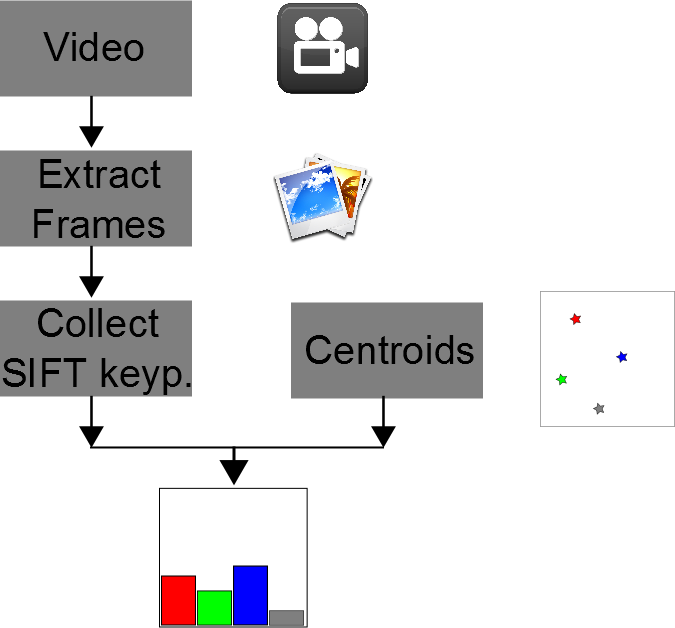 Video
Extract
Frames
Collect
SIFT keyp.
Centroids